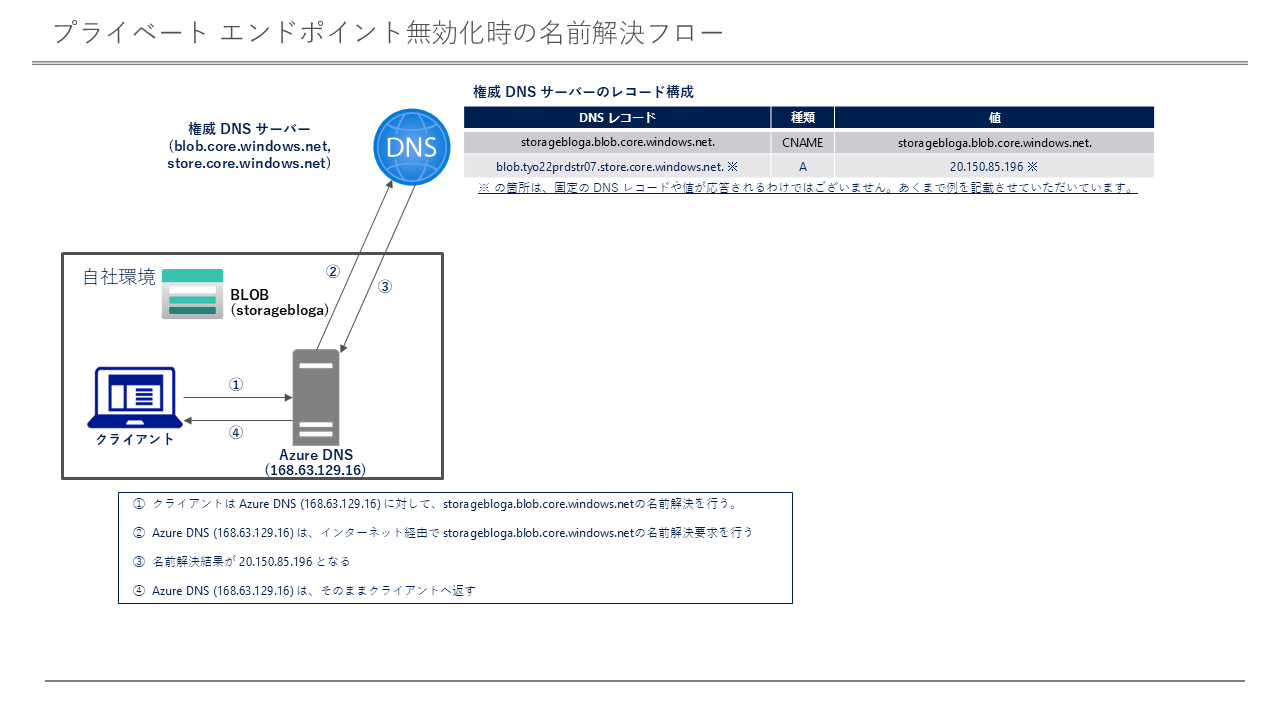 プライベート エンドポイント無効化時の名前解決フロー
権威 DNS サーバーのレコード構成
DNS レコード 種類 値
storagebloga.blob.core.windows.net. CNAME storagebloga.blob.core.windows.net.
blob.tyo22prdstr07.store.core.windows.net. ※ A 20.150.85.196 ※
※ の箇所は、固定の DNS レコードや値が応答されるわけではございません。あくまで例を記載させていただいています。
権威 DNS サーバー
(blob.core.windows.net,
store.core.windows.net)
DNS
自社環境
BLOB
(storagebloga)
②
③
①
④
クライアント
Azure DNS
(168.63.129.16)
① クライアントは Azure DNS (168.63.129.16) に対して、storagebloga.blob.core.windows.netの名前解決を行う。
② Azure DNS (168.63.129.16) は、インターネット経由で storagebloga.blob.core.windows.netの名前解決要求を行う
③ 名前解決結果が 20.150.85.196 となる
④ Azure DNS (168.63.129.16) は、そのままクライアントへ返す